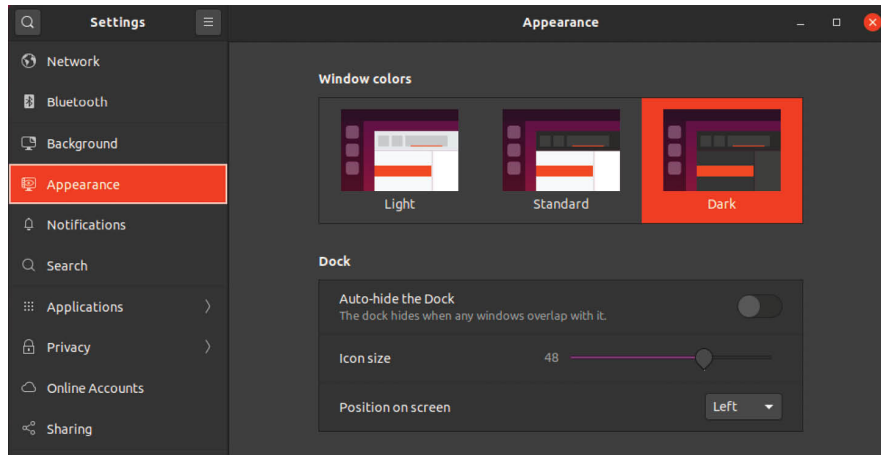 Settings
Appearance
Network
Bluetooth
Background
Appearance
Notifications
Search
Applications
Privacy
Online Accounts
Sharing
Window colors
Light
Standard
Dark
Dock
Auto-hide the Dock
The dock hides when any windows overlap with it.
Icon size
48
Position on screen
Left